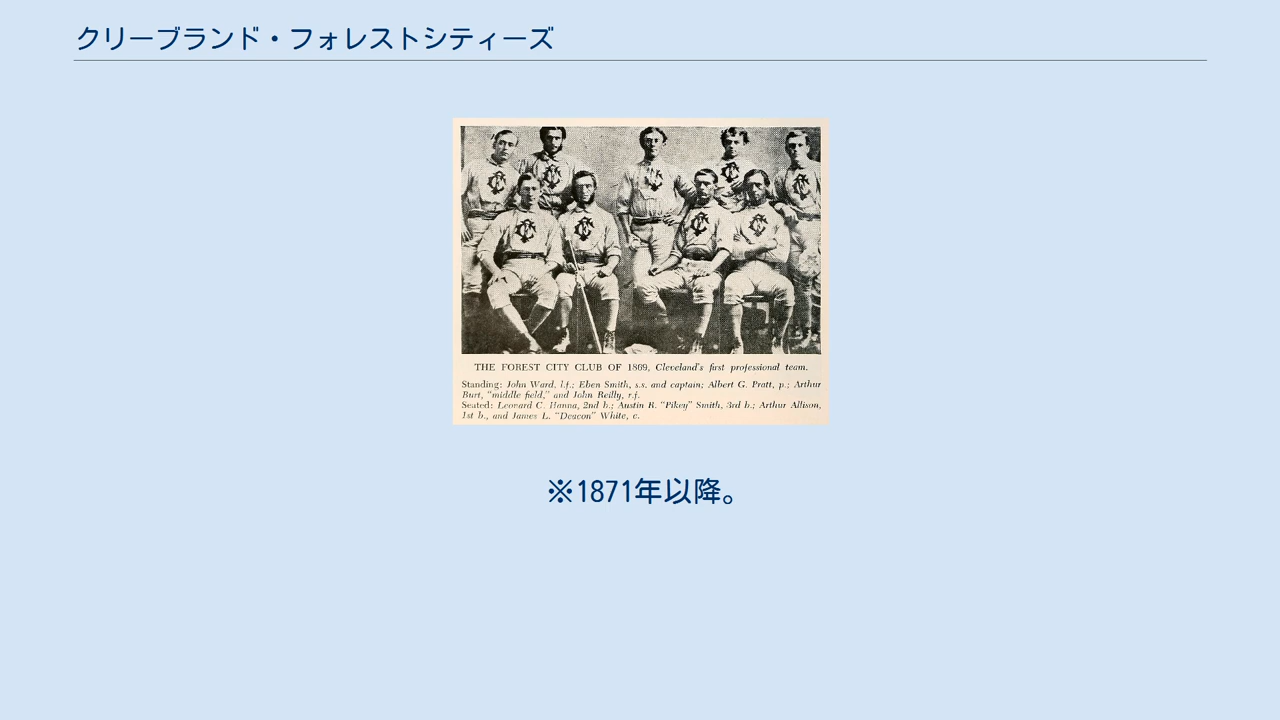 クリーブランド・フォレストシティーズ
THE FOREST CITY CLUB OF 1869, Cleveland's first professional team.
Standing: John Ward, l.f.; Eben Smith, s.s. and captain; Albert G. Pratt, p.; Arthur
Burt, "middle field," and John Reilly, r.f.
Seated: Leonard C. Hanna, 2nd b.; Austin R. "Pikey" Smith, 3rd b.; Arthur Allison,
1st b., and James L. "Deacon" White, c.
※1871年以降。